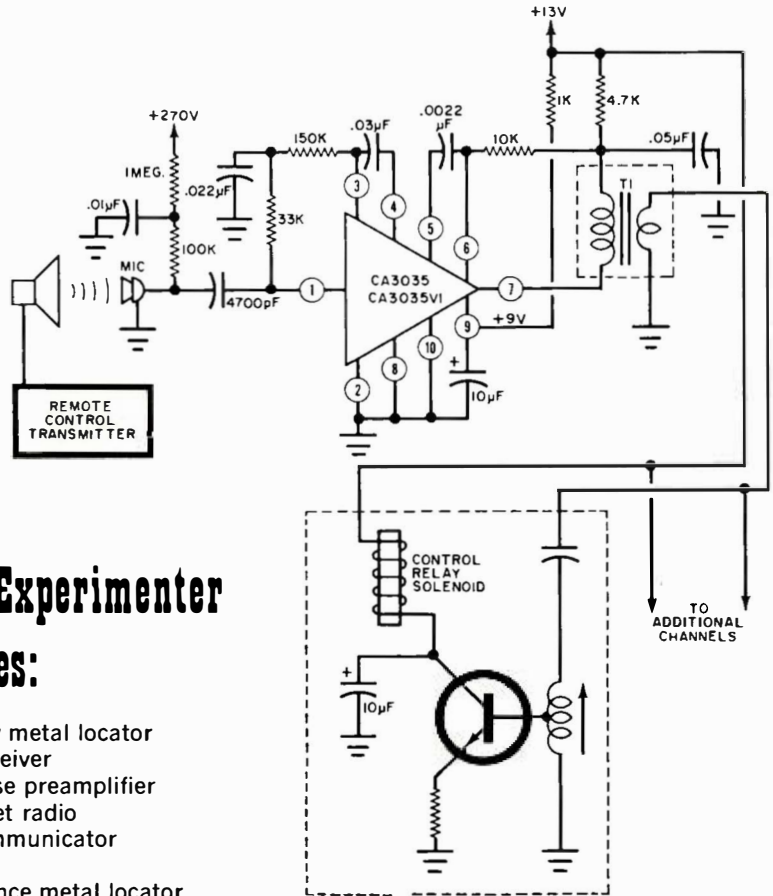 +13V
+270V
1K
4.7K
.0022
µF
10K
.05µF
150K
.03µF
1MEG.
.022µF
.01µF
33K
100K
T1
MIC
4700pF
3
4
5
6
1
CA3035
CA3035V1
7
9
+9V
10
8
2
+
10µF
REMOTE
CONTROL
TRANSMITTER
Experimenter
es:
metal locator
eiver
se preamplifier
et radio
mmunicator
nce metal locator
CONTROL
RELAY
SOLENOID
+
10µF
TO
ADDITIONAL
CHANNELS